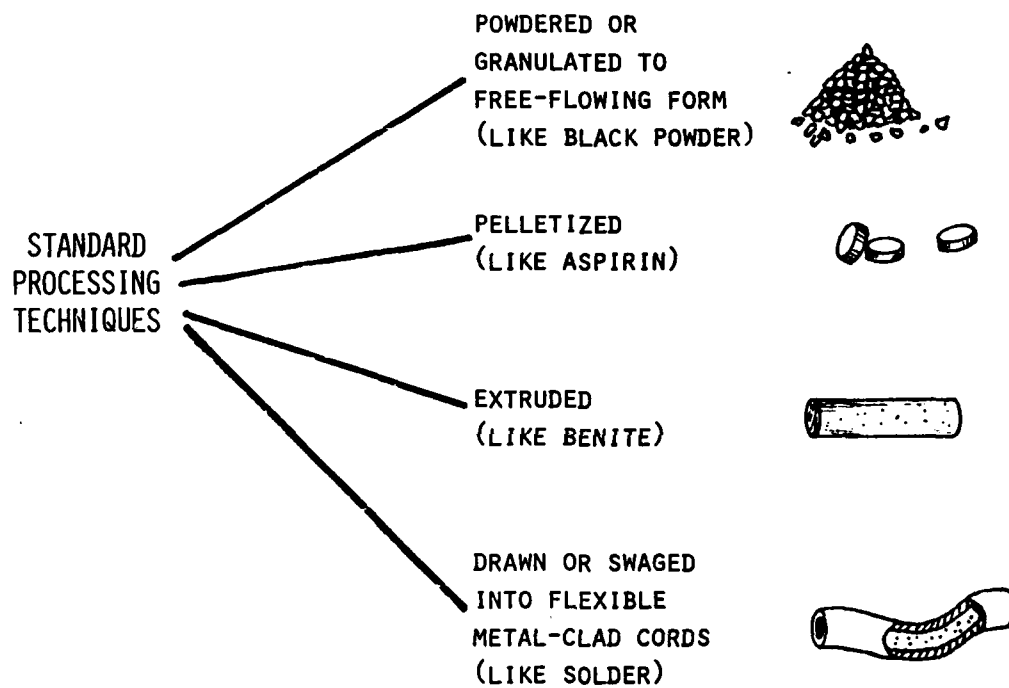 POWDERED OR
GRANULATED TO
FREE-FLOWING FORM
(LIKE BLACK POWDER)
STANDARD
PROCESSING
TECHNIQUES
PELLETIZED
(LIKE ASPIRIN)
EXTRUDED
(LIKE BENITE)
DRAWN OR SWAGED
INTO FLEXIBLE
METAL-CLAD CORDS
(LIKE SOLDER)